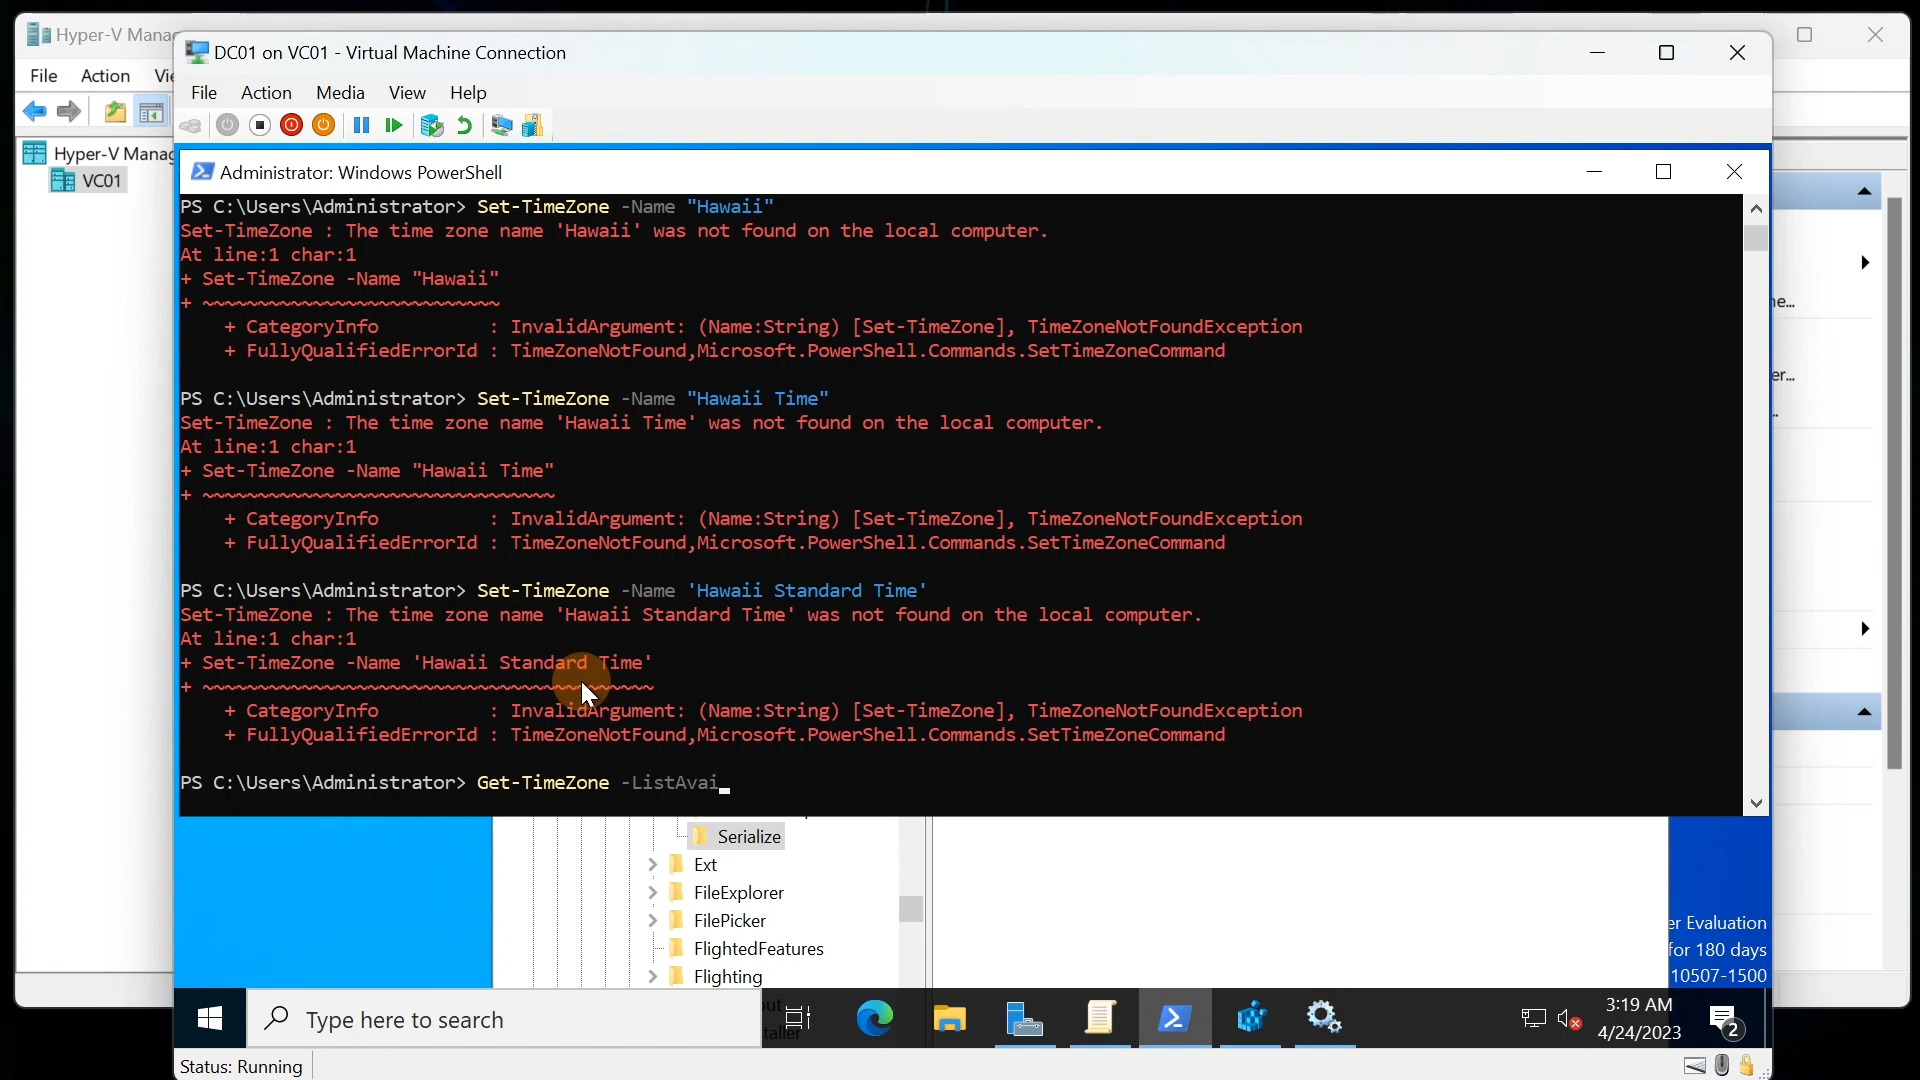 Hyper-V Mana
File Action Vi
Hyper-V Mana
VC01
DC01 on VC01 - Virtual Machine Connection
File Action Media View Help
Administrator: Windows PowerShell
PS C:\Users\Administrator> Set-TimeZone -Name "Hawaii"
Set-TimeZone : The time zone name 'Hawaii' was not found on the local computer.
At line:1 char:1
+ Set-TimeZone -Name "Hawaii"
+ ~~~~~~~~~~~~~~~~~~~~~~~~~~~
+ CategoryInfo : InvalidArgument: (Name:String) [Set-TimeZone], TimeZoneNotFoundException
+ FullyQualifiedErrorId : TimeZoneNotFound,Microsoft.PowerShell.Commands.SetTimeZoneCommand
PS C:\Users\Administrator> Set-TimeZone -Name "Hawaii Time"
Set-TimeZone : The time zone name 'Hawaii Time' was not found on the local computer.
At line:1 char:1
+ Set-TimeZone -Name "Hawaii Time"
+ ~~~~~~~~~~~~~~~~~~~~~~~~~~~~~~~~
+ CategoryInfo : InvalidArgument: (Name:String) [Set-TimeZone], TimeZoneNotFoundException
+ FullyQualifiedErrorId : TimeZoneNotFound,Microsoft.PowerShell.Commands.SetTimeZoneCommand
PS C:\Users\Administrator> Set-TimeZone -Name 'Hawaii Standard Time'
Set-TimeZone : The time zone name 'Hawaii Standard Time' was not found on the local computer.
At line:1 char:1
+ Set-TimeZone -Name 'Hawaii Standard Time'
+ ~~~~~~~~~~~~~~~~~~~~~~~~~~~~~~~~~~~~~~~~~
+ CategoryInfo : InvalidArgument: (Name:String) [Set-TimeZone], TimeZoneNotFoundException
+ FullyQualifiedErrorId : TimeZoneNotFound,Microsoft.PowerShell.Commands.SetTimeZoneCommand
PS C:\Users\Administrator> Get-TimeZone -ListAvai_
Serialize
Ext
FileExplorer
FilePicker
FlightedFeatures
Flighting
er Evaluation
for 180 days
10507-1500
Type here to search
3:19 AM
4/24/2023
2
Status: Running